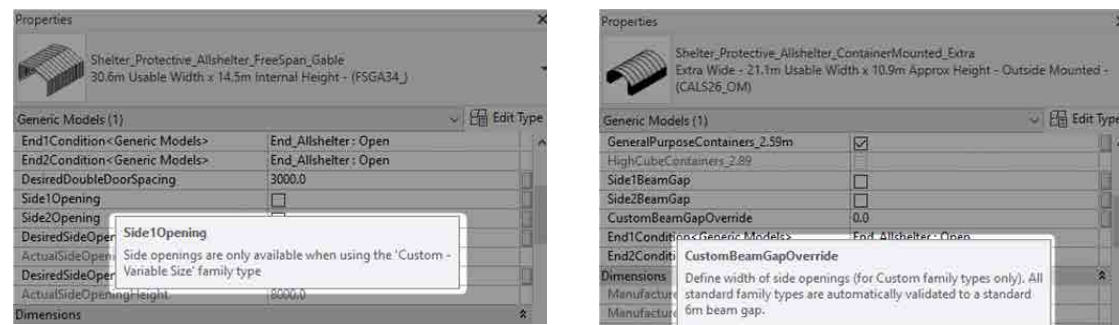 Properties
Shelter_Protective_Allshelter_FreeSpan_Gable
30.6m Usable Width x 14.5m Internal Height - (FSGA34_)
Generic Models (1)
Edit Type
End1Condition<Generic Models>
End_Allshelter : Open
End2Condition<Generic Models>
End_Allshelter : Open
DesiredDoubleDoorSpacing
3000.0
Side1Opening
Side2Opening
DesiredSideOpe
Side1Opening
Side openings are only available when using the 'Custom -
Variable Size' family type
ActualSideOpeni
DesiredSideOper
ActualSideOpeningHeight
8000.0
Dimensions
Properties
Shelter_Protective_Allshelter_ContainerMounted_Extra
Extra Wide - 21.1m Usable Width x 10.9m Approx Height - Outside Mounted -
(CALS26_OM)
Generic Models (1)
Edit Type
GeneralPurposeContainers_2.59m
HighCubeContainers_2.89
Side1BeamGap
Side2BeamGap
CustomBeamGapOverride
0.0
End1Condition<Generic Models>
End_Allshelter : Open
End2Conditi
CustomBeamGapOverride
Define width of side openings (for Custom family types only). All
standard family types are automatically validated to a standard
6m beam gap.
Dimensions
Manufacture
Manufacture